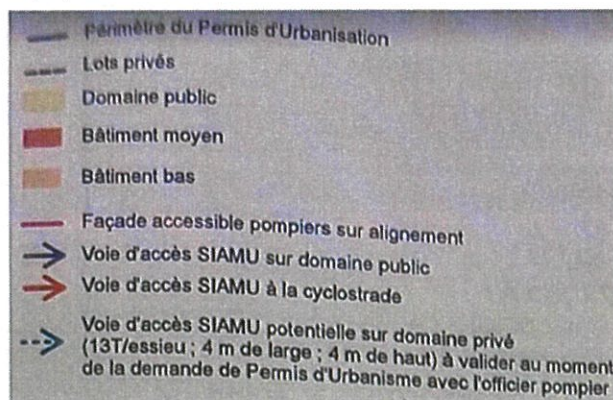 Périmètre du Permis d'Urbanisation
Lots privés
Domaine public
Bâtiment moyen
Bâtiment bas
Façade accessible pompiers sur alignement
Voie d'accès SIAMU sur domaine public
Voie d'accès SIAMU à la cyclostrade
Voie d'accès SIAMU potentielle sur domaine privé
(13T/essieu ; 4 m de large ; 4 m de haut) à valider au moment
de la demande de Permis d'Urbanisme avec l'officier pompier